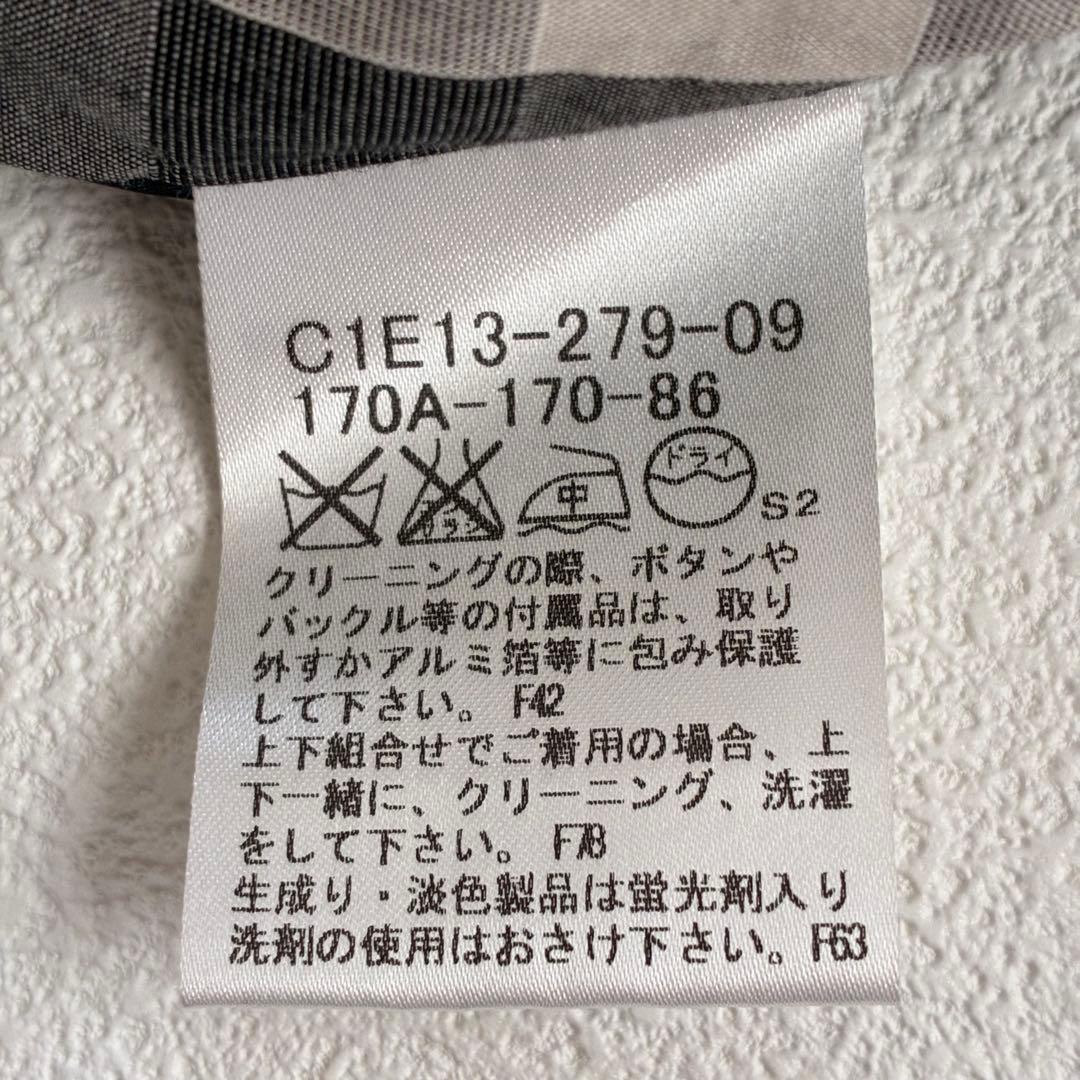 C1E13-279-09
170A-170-86
中 ドライ S2
クリーニングの際、ボタンや
バックル等の付属品は、取り
外すかアルミ箔等に包み保護
して下さい。 F42
上下組合せでご着用の場合、上
下一緒に、クリーニング、洗濯
をして下さい。 F78
生成り・淡色製品は蛍光剤入り
洗剤の使用はおさけ下さい。F63